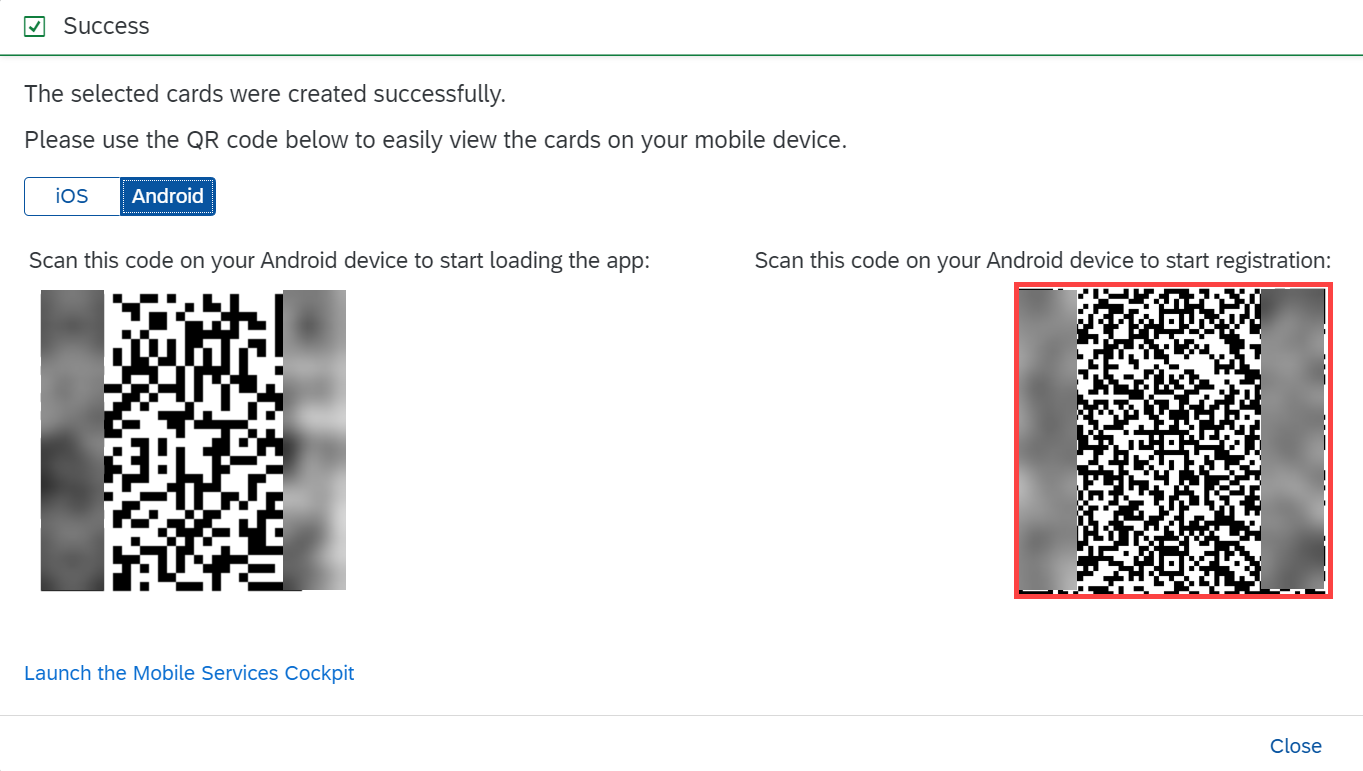 Success
The selected cards were created successfully.
Please use the QR code below to easily view the cards on your mobile device.
iOS
Android
Scan this code on your Android device to start loading the app:
Scan this code on your Android device to start registration:
Launch the Mobile Services Cockpit
Close